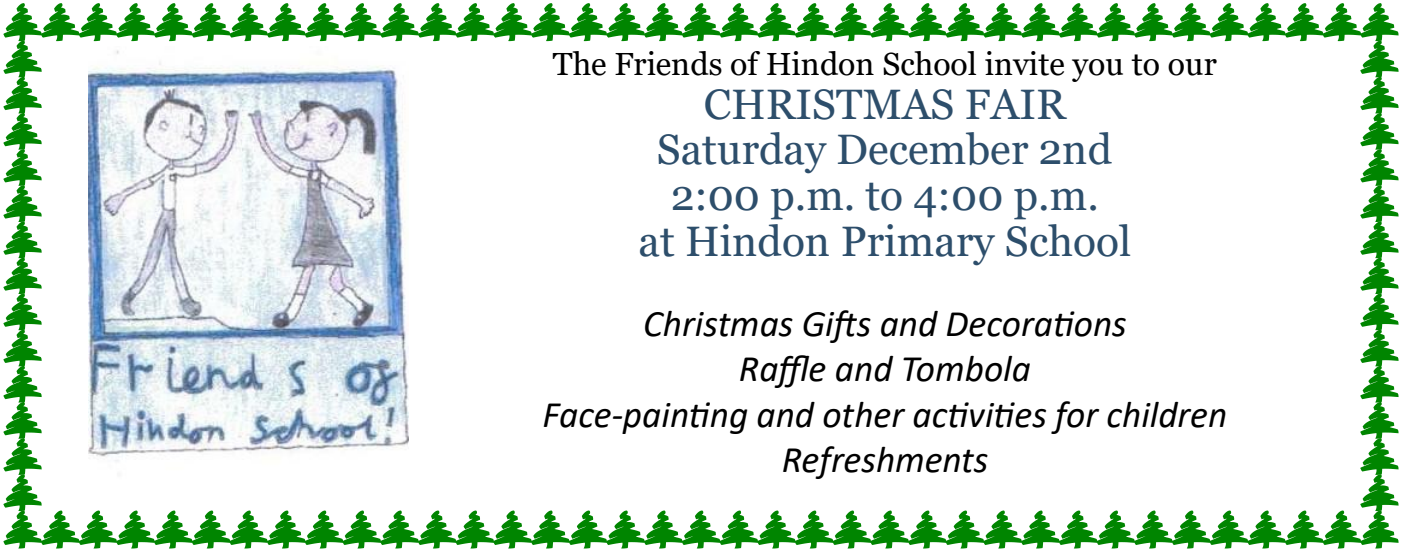 The Friends of Hindon School invite you to our
CHRISTMAS FAIR
Saturday December 2nd
2:00 p.m. to 4:00 p.m.
at Hindon Primary School
Christmas Gifts and Decorations
Raffle and Tombola
Face-painting and other activities for children
Refreshments
Friends of
Hindon School!